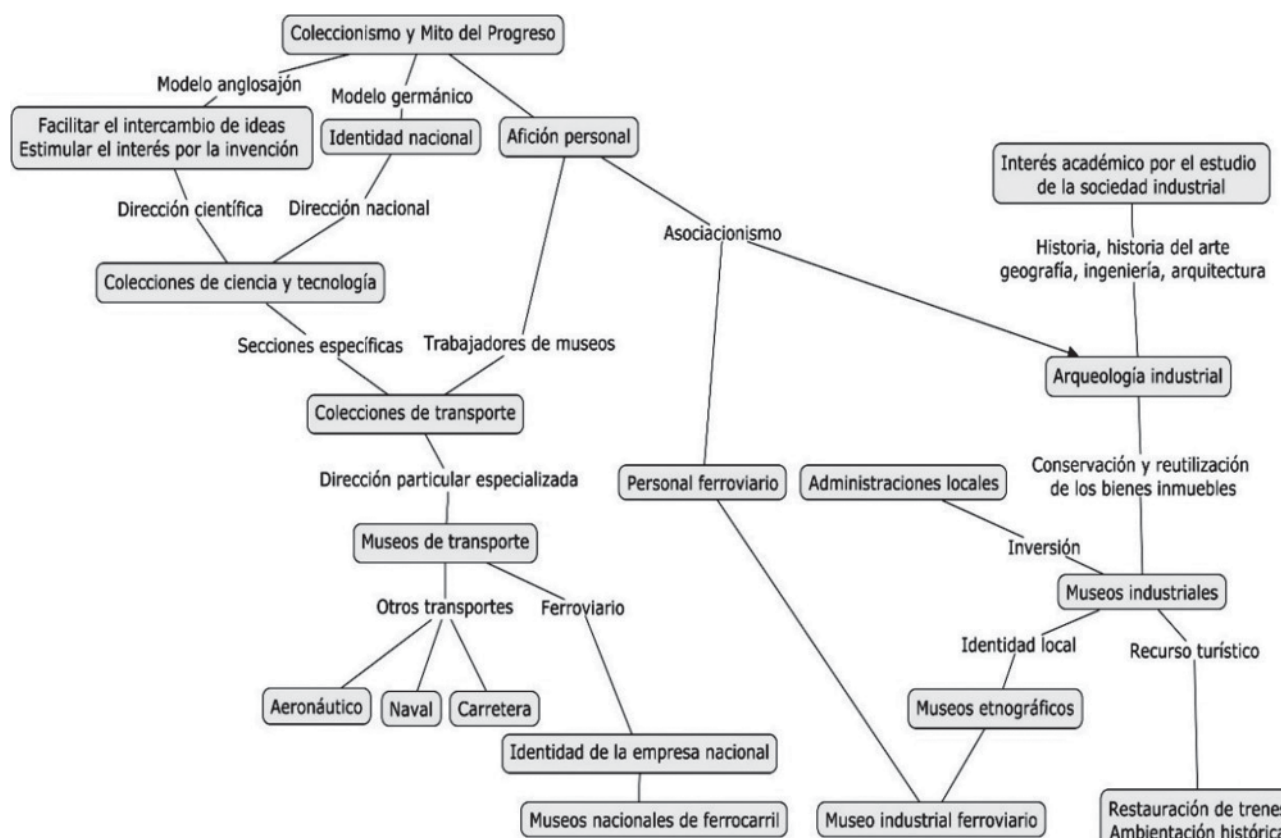 Coleccionismo y Mito del Progreso
Modelo anglosajón
Modelo germánico
Facilitar el intercambio de ideas
Estimular el interés por la invención
Identidad nacional
Afición personal
Interés académico por el estudio
de la sociedad industrial
Dirección científica
Dirección nacional
Asociacionismo
Historia, historia del arte
geografía, ingeniería, arquitectura
Colecciones de ciencia y tecnología
Secciones específicas
Trabajadores de museos
Arqueología industrial
Colecciones de transporte
Dirección particular especializada
Personal ferroviario
Administraciones locales
Conservación y reutilización
de los bienes inmuebles
Museos de transporte
Inversión
Museos industriales
Otros transportes
Ferroviario
Identidad local
Recurso turístico
Aeronáutico
Naval
Carretera
Museos etnográficos
Identidad de la empresa nacional
Museos nacionales de ferrocarril
Museo industrial ferroviario
Restauración de trenes
Ambientación histórica